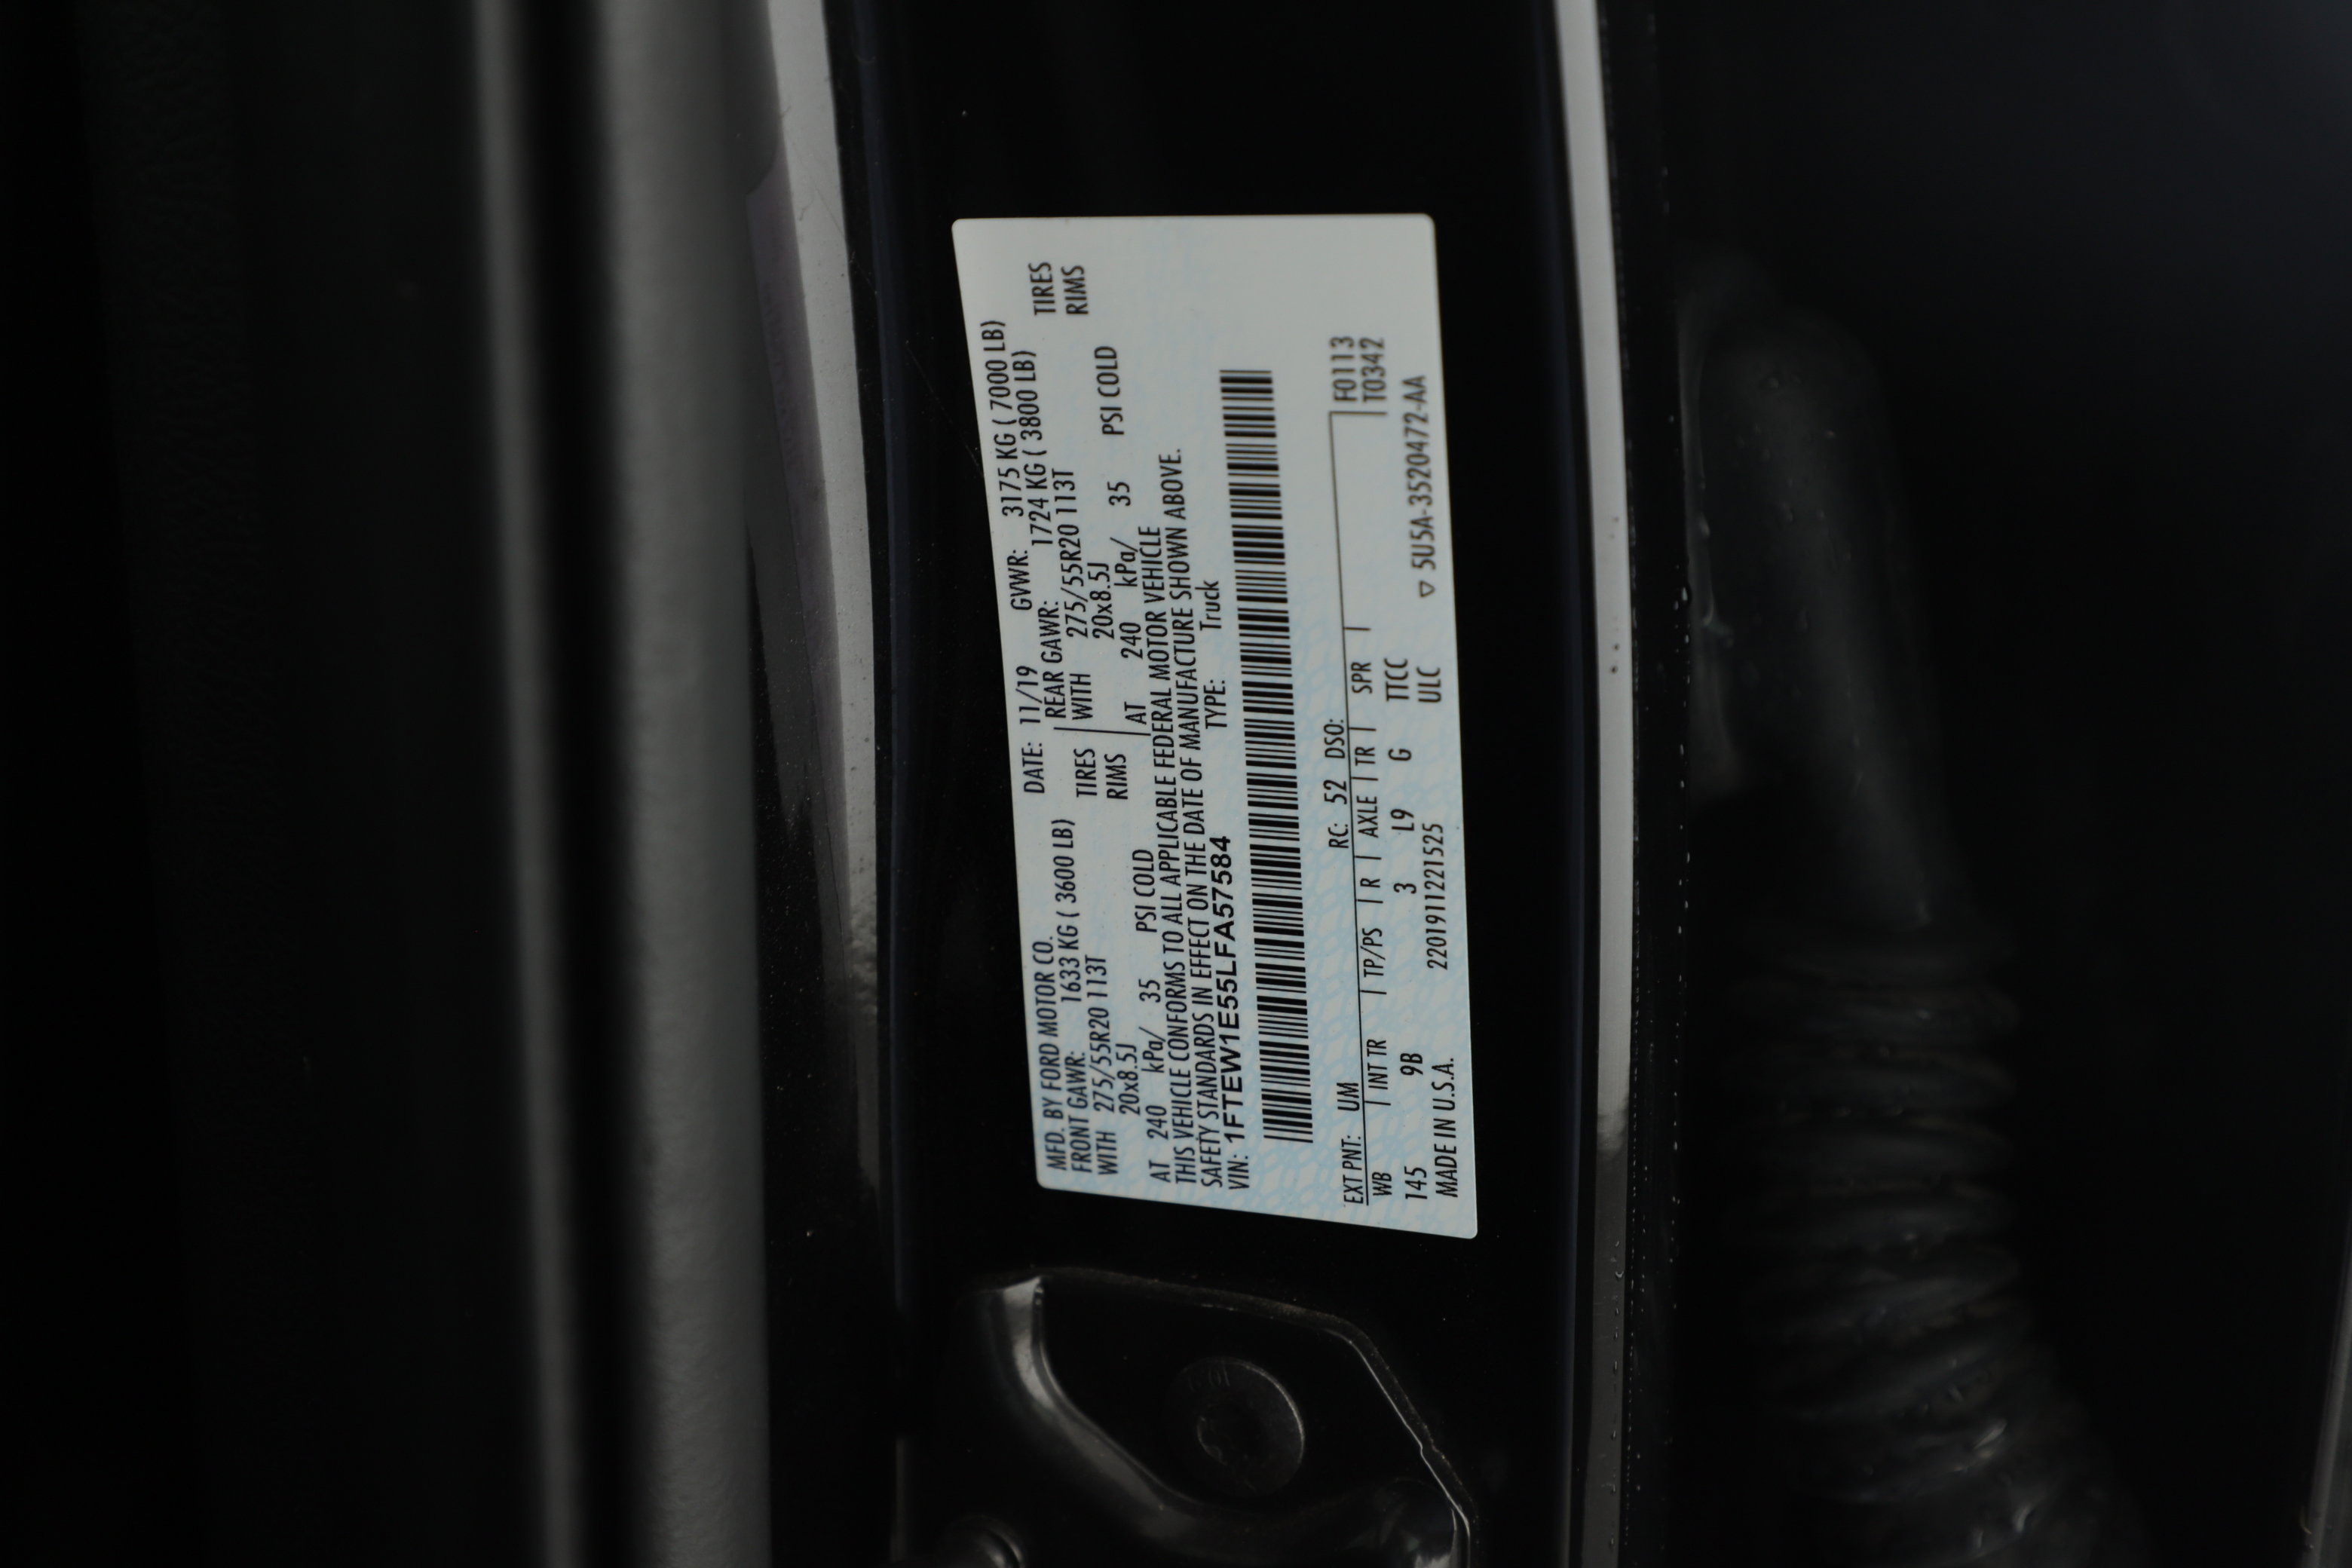 MFD. BY FORD MOTOR CO. DATE: 11/19 GVWR: 3175 KG ( 7000 LB)
FRONT GAWR: 1633 KG ( 3600 LB) REAR GAWR: 1724 KG ( 3800 LB)
WITH 275/55R20 113T TIRES WITH 275/55R20 113T TIRES
20x8.5J RIMS 20x8.5J RIMS
AT 240 kPa/ 35 PSI COLD AT 240 kPa/ 35 PSI COLD
THIS VEHICLE CONFORMS TO ALL APPLICABLE FEDERAL MOTOR VEHICLE
SAFETY STANDARDS IN EFFECT ON THE DATE OF MANUFACTURE SHOWN ABOVE.
VIN: 1FTEW1E55LFA57584 TYPE: Truck
EXT PNT: UM RC: 52 DSO: F0113
WB | INT TR | TP/PS | R | AXLE | TR | SPR | T0342
145 9B 3 L9 G TTCC
MADE IN U.S.A. 220191121525 ULC ▽ 5U5A-3520472-AA